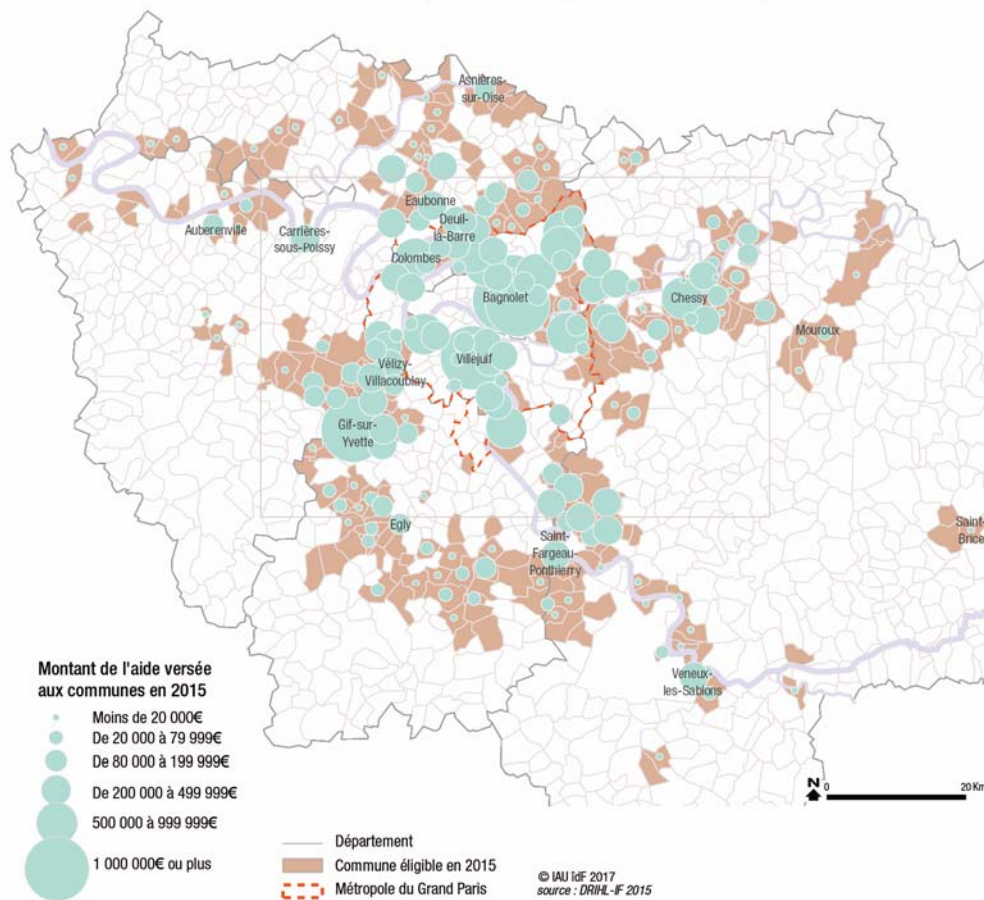 Asnières-
sur-Oise
Eaubonne
Deuil-
la-Barre
Auberenville
Carrières-
sous-Poissy
Colombes
Bagnolet
Chessy
Mouroux
Villejuif
Vélizy-
Villacoublay
Gif-sur-
Yvette
Egly
Saint-
Fargeau-
Ponthierry
Saint-
Brice
Veneux-
les-Sablons
Montant de l'aide versée
aux communes en 2015
Moins de 20 000€
De 20 000 à 79 999€
De 80 000 à 199 999€
De 200 000 à 499 999€
500 000 à 999 999€
1 000 000€ ou plus
Département
Commune éligible en 2015
Métropole du Grand Paris
© IAU îdF 2017
source : DRIHL-IF 2015
N
0
20 Km